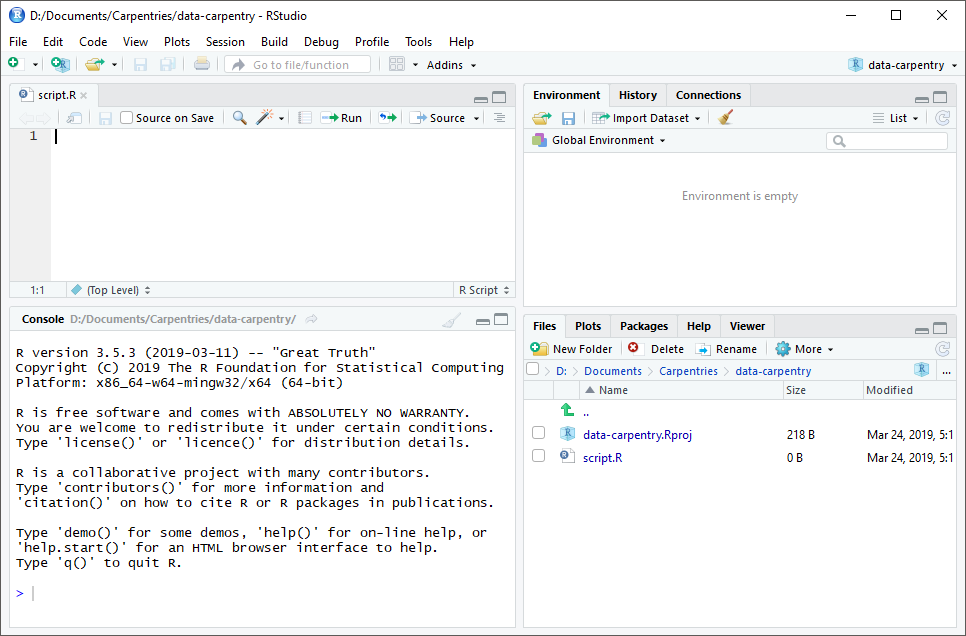 D:/Documents/Carpentries/data-carpentry - RStudio
File Edit Code View Plots Session Build Debug Profile Tools Help
Go to file/function Addins data-carpentry
script.R
Source on Save Run Source
1
1:1 (Top Level) R Script
Console D:/Documents/Carpentries/data-carpentry/
R version 3.5.3 (2019-03-11) -- "Great Truth"
Copyright (C) 2019 The R Foundation for Statistical Computing
Platform: x86_64-w64-mingw32/x64 (64-bit)
R is free software and comes with ABSOLUTELY NO WARRANTY.
You are welcome to redistribute it under certain conditions.
Type 'license()' or 'licence()' for distribution details.
R is a collaborative project with many contributors.
Type 'contributors()' for more information and
'citation()' on how to cite R or R packages in publications.
Type 'demo()' for some demos, 'help()' for on-line help, or
'help.start()' for an HTML browser interface to help.
Type 'q()' to quit R.
>
Environment History Connections
Import Dataset List
Global Environment
Environment is empty
Files Plots Packages Help Viewer
New Folder Delete Rename More
D: Documents Carpentries data-carpentry ...
Name Size Modified
..
data-carpentry.Rproj 218 B Mar 24, 2019, 5:1
script.R 0 B Mar 24, 2019, 5:1